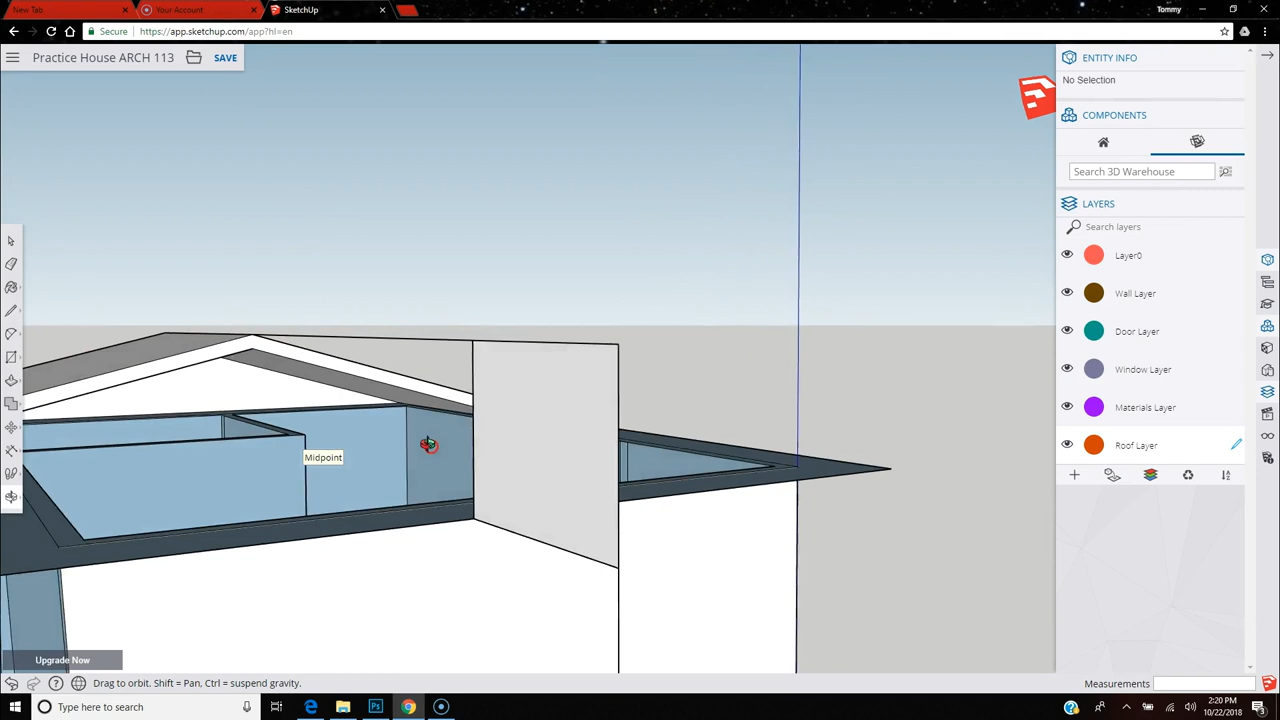 New Tab
Your Account
SketchUp
Tommy
Secure
https://app.sketchup.com/app?hl=en
Practice House ARCH 113
SAVE
ENTITY INFO
No Selection
COMPONENTS
Search 3D Warehouse
LAYERS
Search layers
Layer0
Wall Layer
Door Layer
Window Layer
Materials Layer
Roof Layer
Midpoint
Upgrade Now
Drag to orbit. Shift = Pan, Ctrl = suspend gravity.
Measurements
Type here to search
2:20 PM
10/22/2018